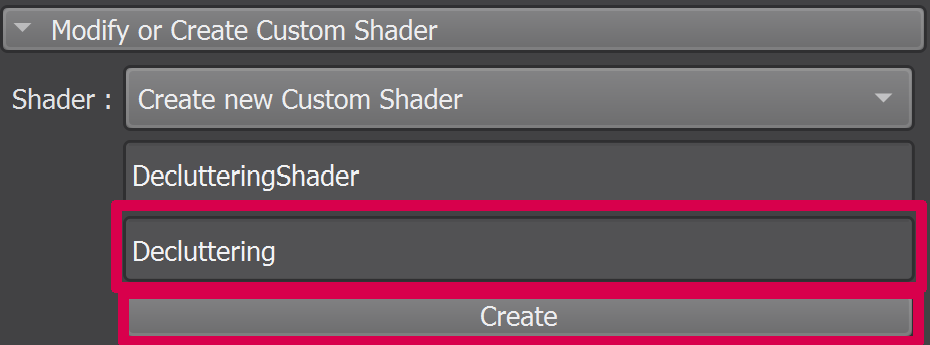 Modify or Create Custom Shader
Shader : Create new Custom Shader
DeclutteringShader
Decluttering
Create